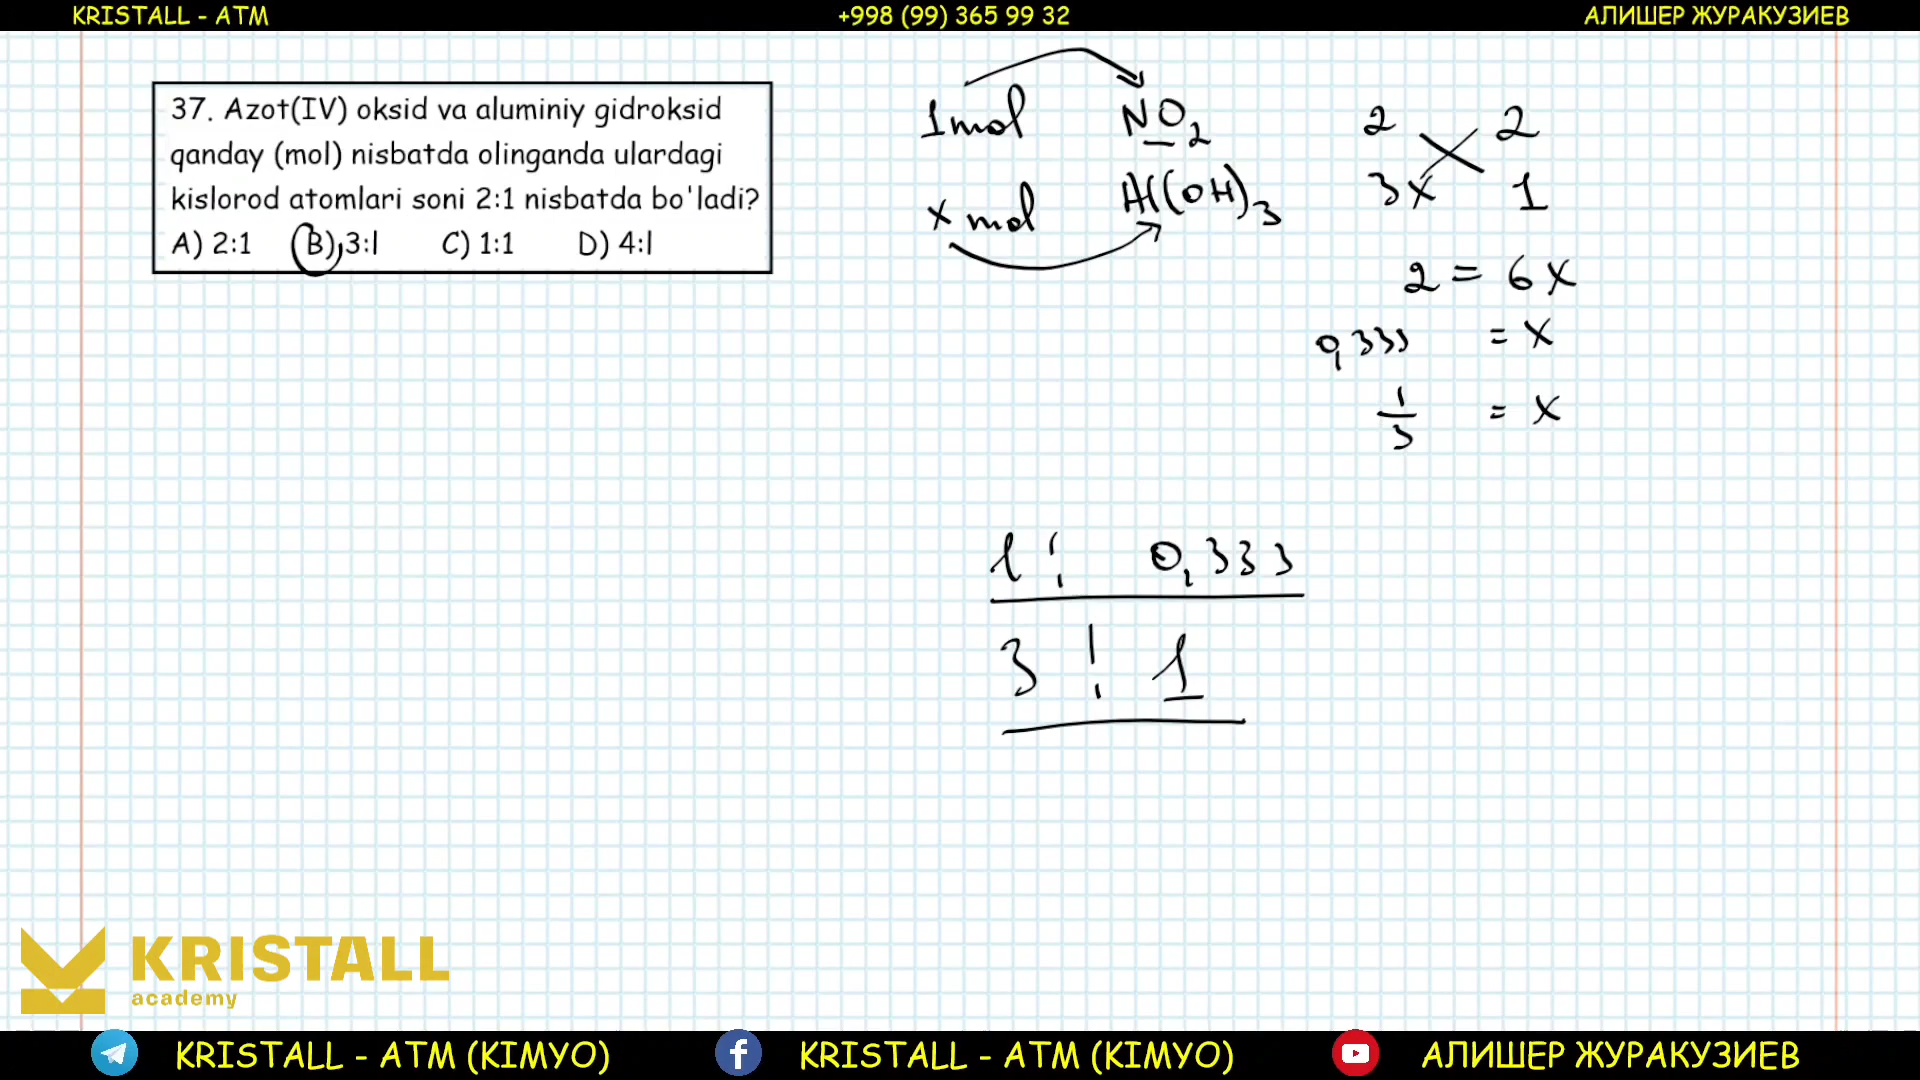 KRISTALL - ATM
+998 (99) 365 99 32
АЛИШЕР ЖУРАКУЗИЕВ
37. Azot(IV) oksid va aluminiy gidroksid
qanday (mol) nisbatda olinganda ulardagi
kislorod atomlari soni 2:1 nisbatda bo'ladi?
A) 2:1 B) 3:l C) 1:1 D) 4:l
1 mol NO2
x mol Al(OH)3
2 2
3x 1
2 = 6x
0,333 = x
1/3 = x
1 : 0,333
3 : 1
KRISTALL
academy
KRISTALL - ATM (KIMYO)
KRISTALL - ATM (KIMYO)
АЛИШЕР ЖУРАКУЗИЕВ